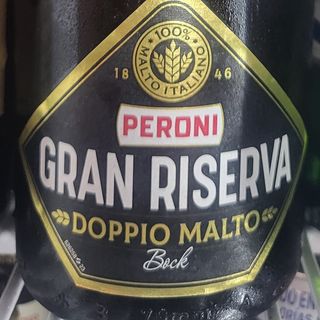 100%
MALTO ITALIANO
18 46
PERONI
GRAN RISERVA
DOPPIO MALTO
Bock